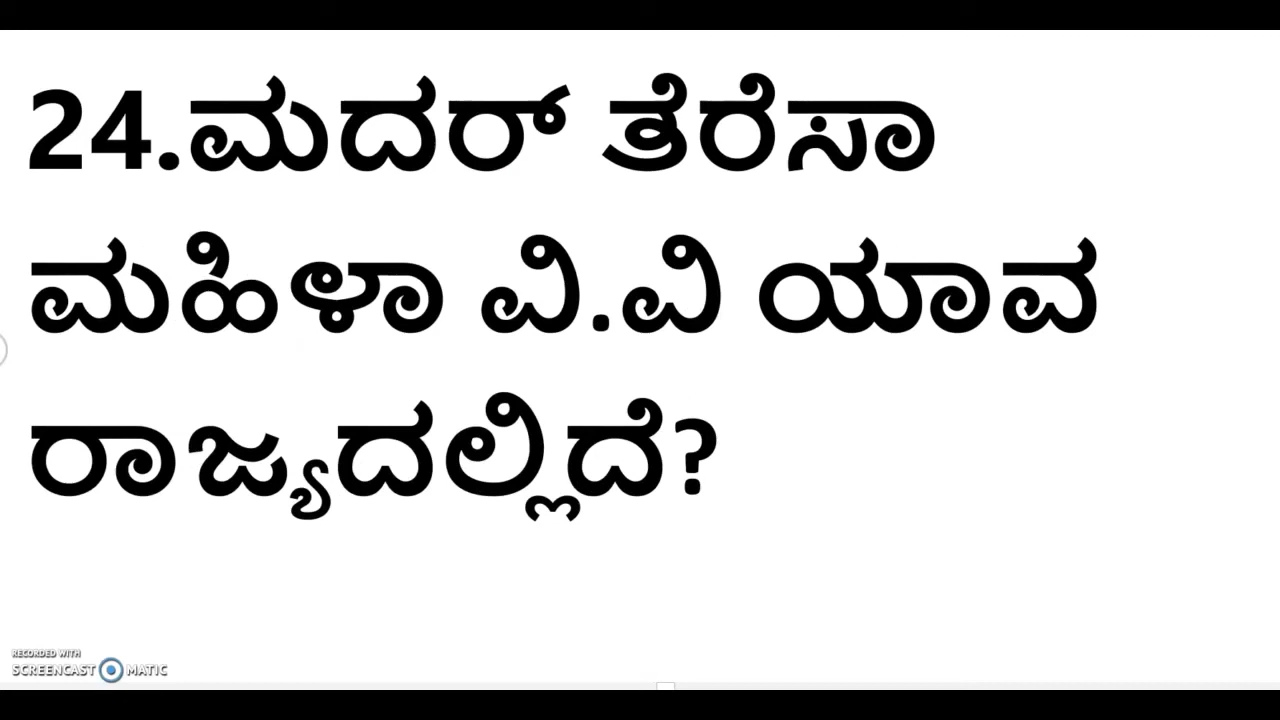 24.ಮದರ್ ತೆರೆಸಾ
ಮಹಿಳಾ ವಿ.ವಿ ಯಾವ
ರಾಜ್ಯದಲ್ಲಿದೆ?
RECORDED WITH
SCREENCAST MATIC